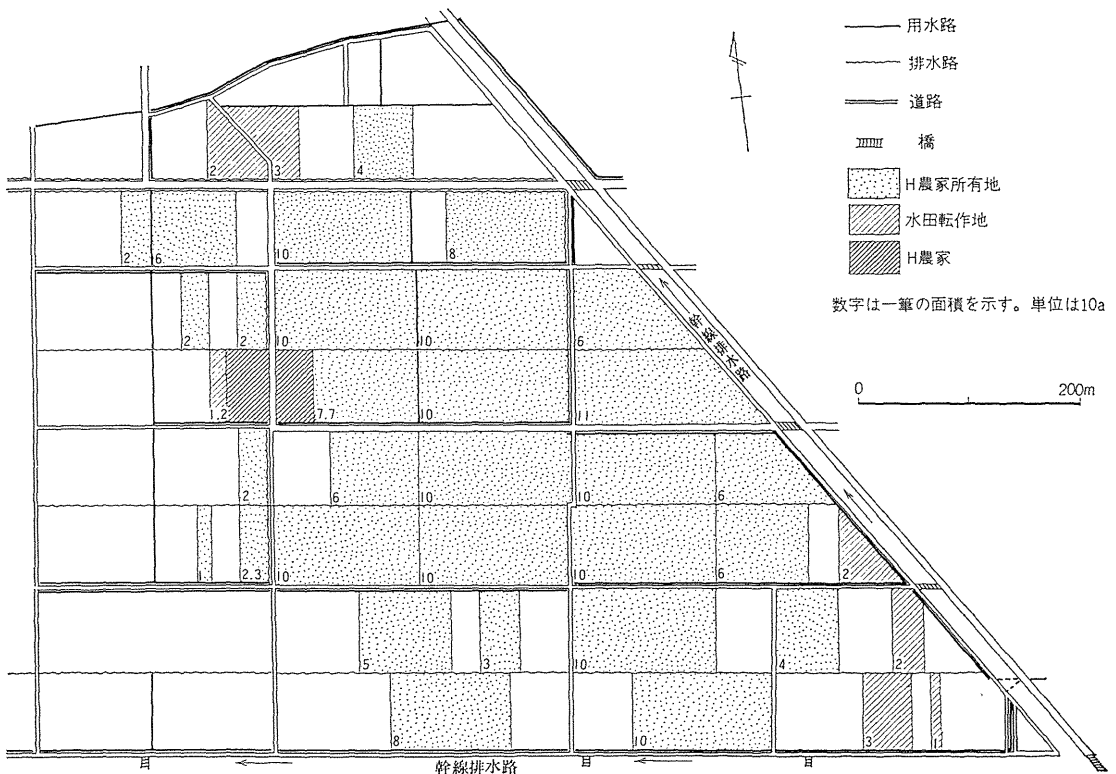 用水路
排水路
道路
橋
H農家所有地
水田転作地
H農家
数字は一筆の面積を示す。単位は10a
0 200m
2 3 4
2 6 10 8
2 2 10 10 6
幹線排水路
1.2 7.7 10 11
2 6 10 10 6
1 2.3 10 10 10 6 2
5 3 10 4 2
8 10 3 1
幹線排水路